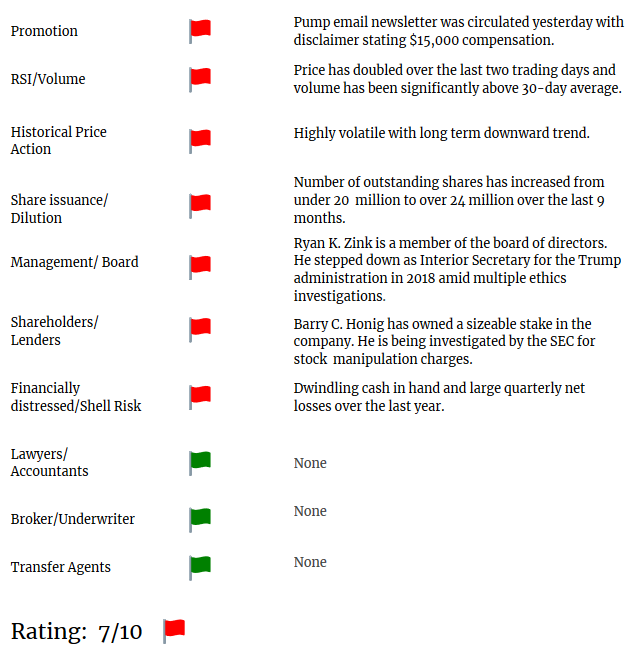 Promotion
Pump email newsletter was circulated yesterday with
disclaimer stating $15,000 compensation.
RSI/Volume
Price has doubled over the last two trading days and
volume has been significantly above 30-day average.
Historical Price
Action
Highly volatile with long term downward trend.
Share issuance/
Dilution
Number of outstanding shares has increased from
under 20 million to over 24 million over the last 9
months.
Management/ Board
Ryan K. Zink is a member of the board of directors.
He stepped down as Interior Secretary for the Trump
administration in 2018 amid multiple ethics
investigations.
Shareholders/
Lenders
Barry C. Honig has owned a sizeable stake in the
company. He is being investigated by the SEC for
stock manipulation charges.
Financially
distressed/Shell Risk
Dwindling cash in hand and large quarterly net
losses over the last year.
Lawyers/
Accountants
None
Broker/Underwriter
None
Transfer Agents
None
Rating: 7/10